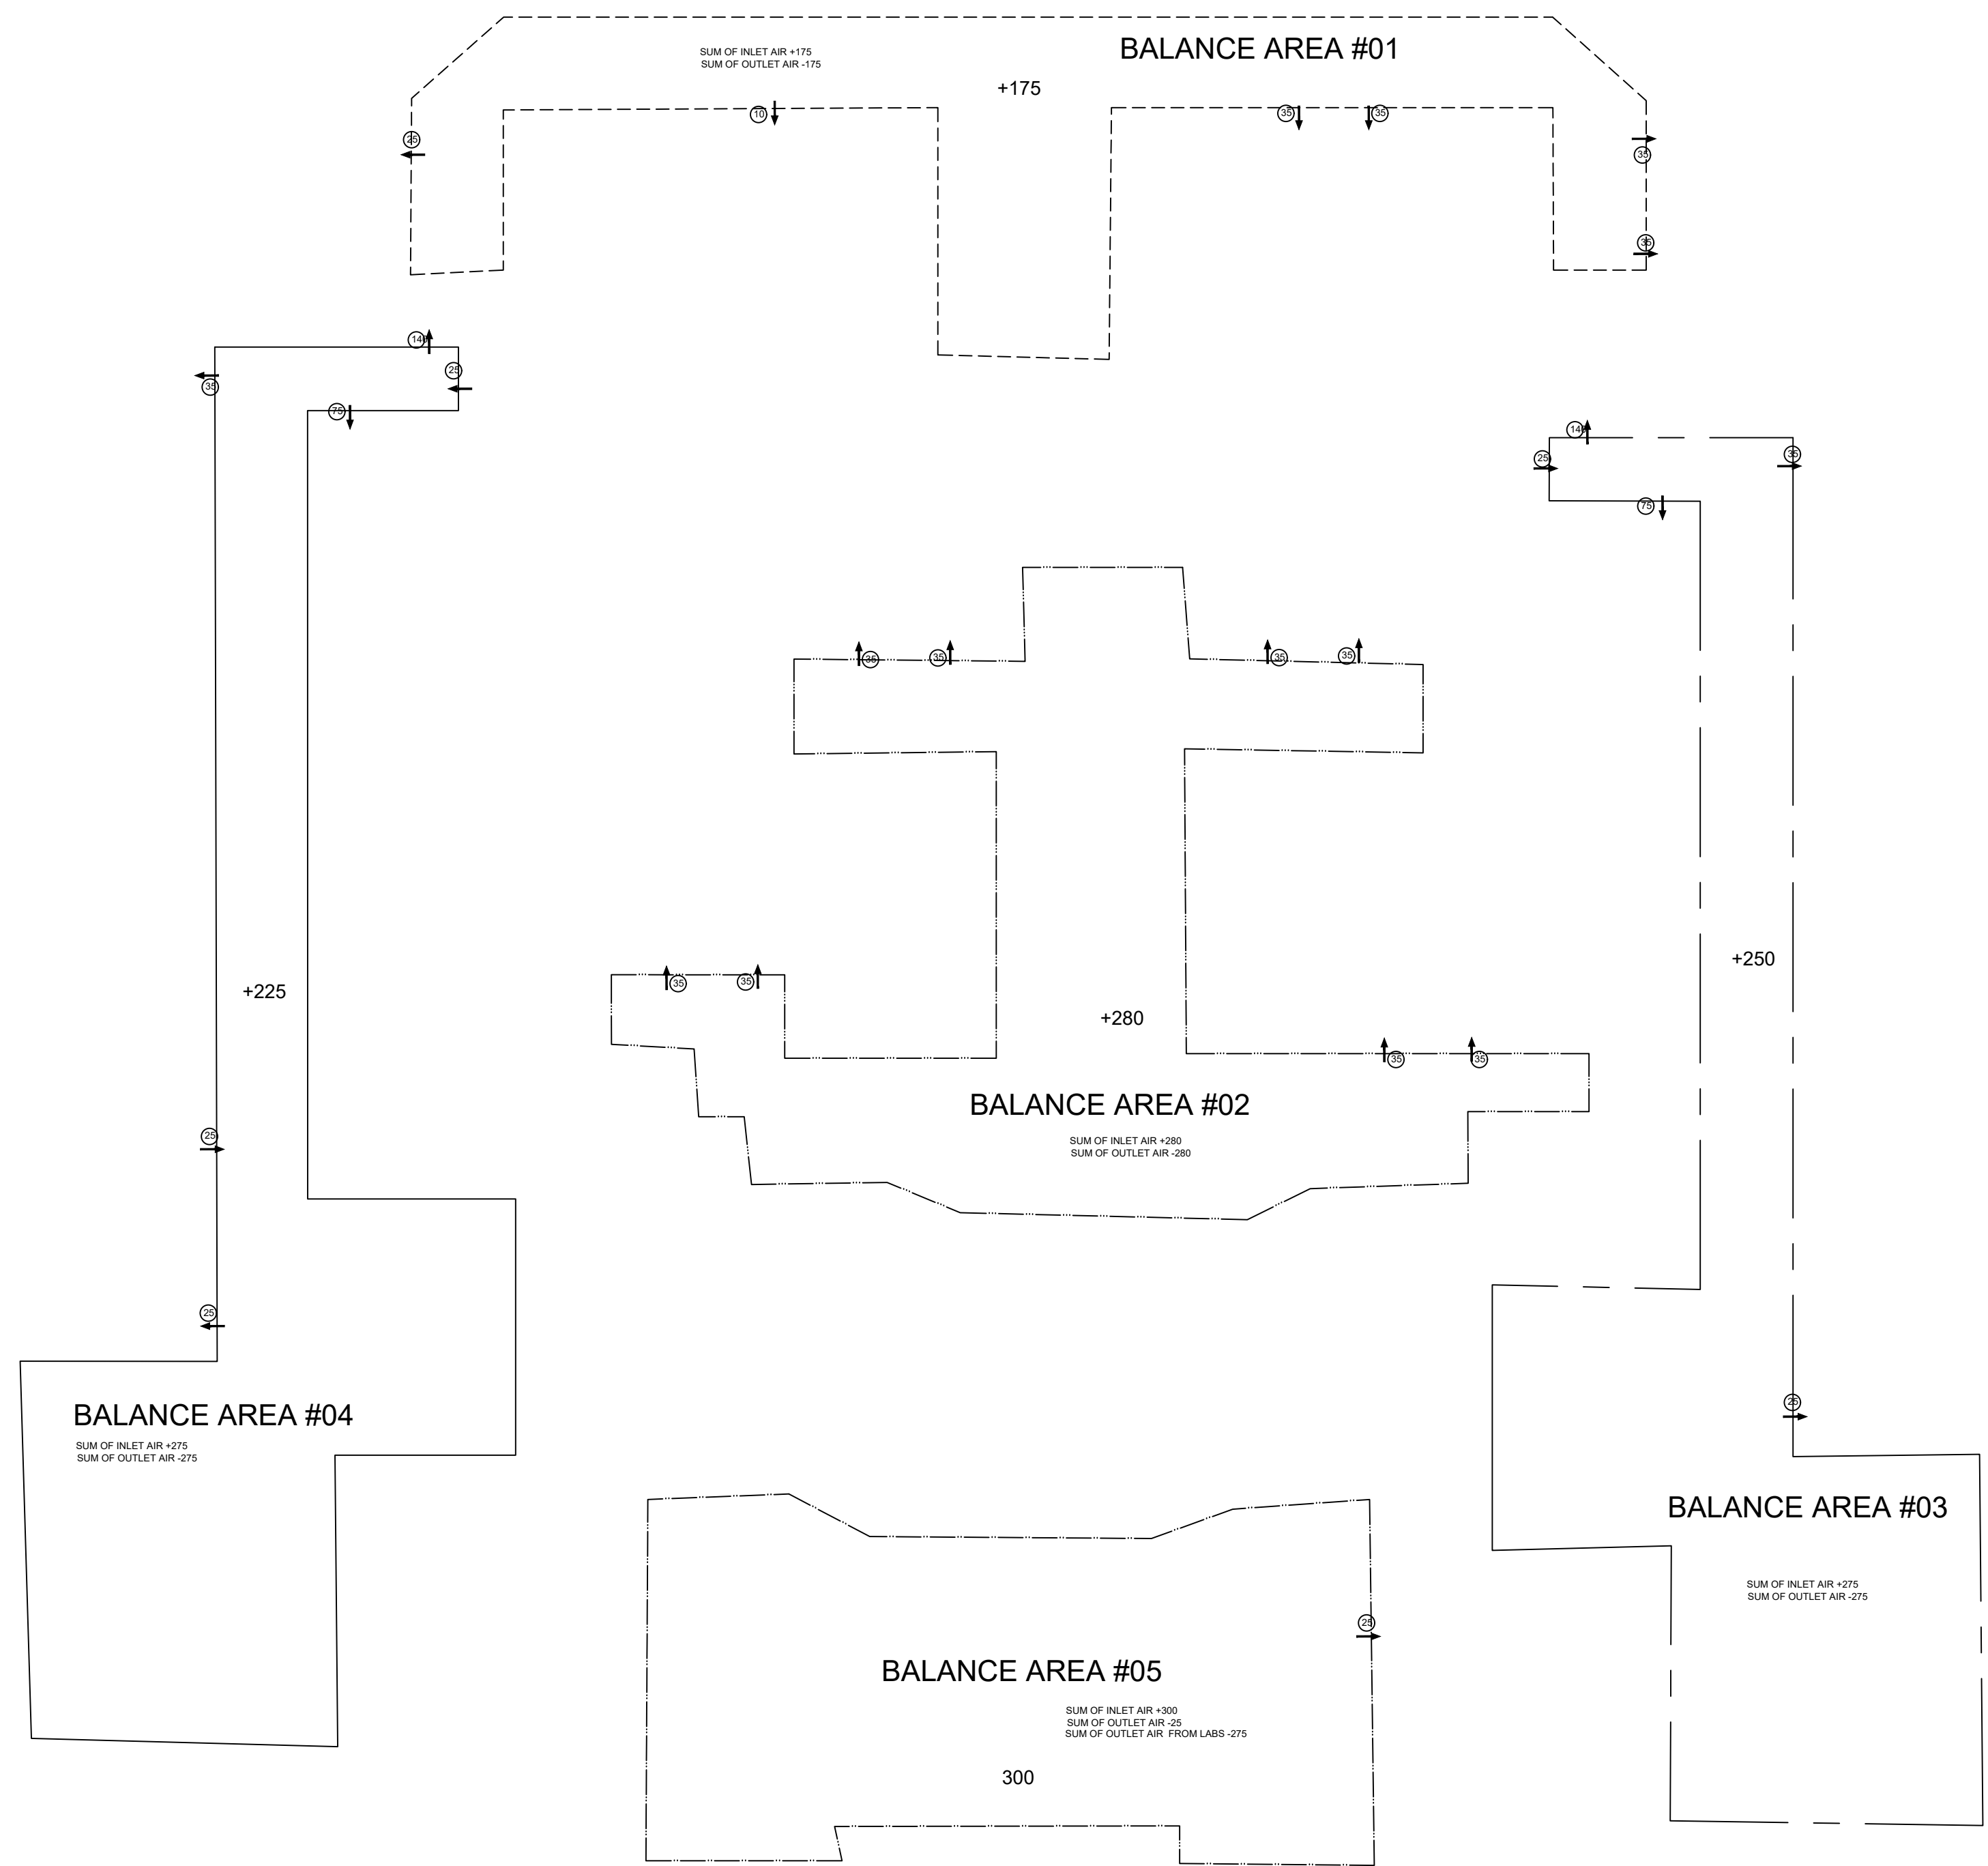 BALANCE AREA #01
SUM OF INLET AIR +175
SUM OF OUTLET AIR -175
+175
10
35
35
25
35
35
140
35
25
75
140
25
35
75
35
35
35
35
+225
+250
35
35
+280
35
35
BALANCE AREA #02
SUM OF INLET AIR +280
SUM OF OUTLET AIR -280
25
25
25
BALANCE AREA #04
SUM OF INLET AIR +275
SUM OF OUTLET AIR -275
BALANCE AREA #03
SUM OF INLET AIR +275
SUM OF OUTLET AIR -275
25
BALANCE AREA #05
SUM OF INLET AIR +300
SUM OF OUTLET AIR -25
SUM OF OUTLET AIR FROM LABS -275
300